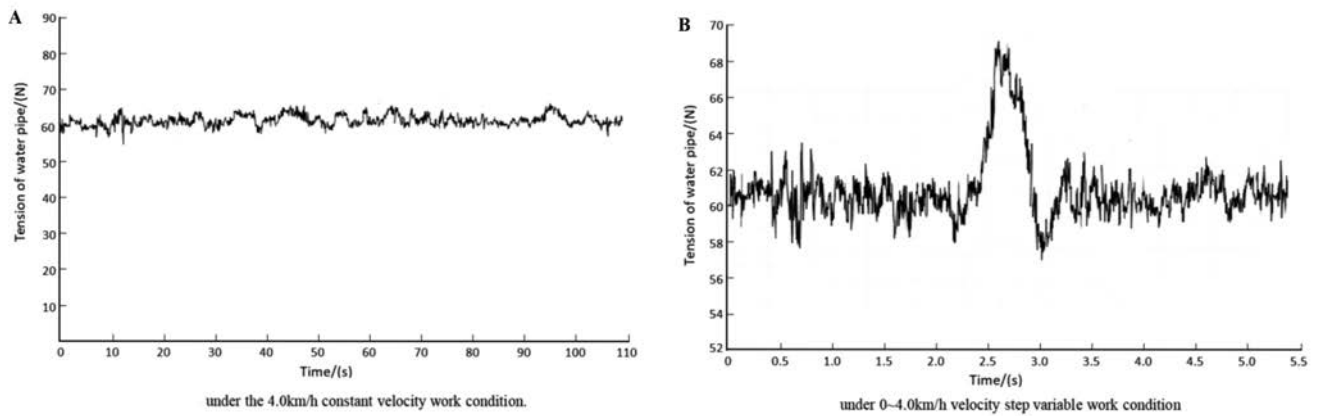 A
Tension of water pipe/(N)
90
80
70
60
50
40
30
20
10
0 10 20 30 40 50 60 70 80 90 100 110
Time/(s)
under the 4.0km/h constant velocity work condition.
B
Tension of water pipe/(N)
70
68
66
64
62
60
58
56
54
52
0 0.5 1.0 1.5 2.0 2.5 3.0 3.5 4.0 4.5 5.0 5.5
Time/(s)
under 0~4.0km/h velocity step variable work condition